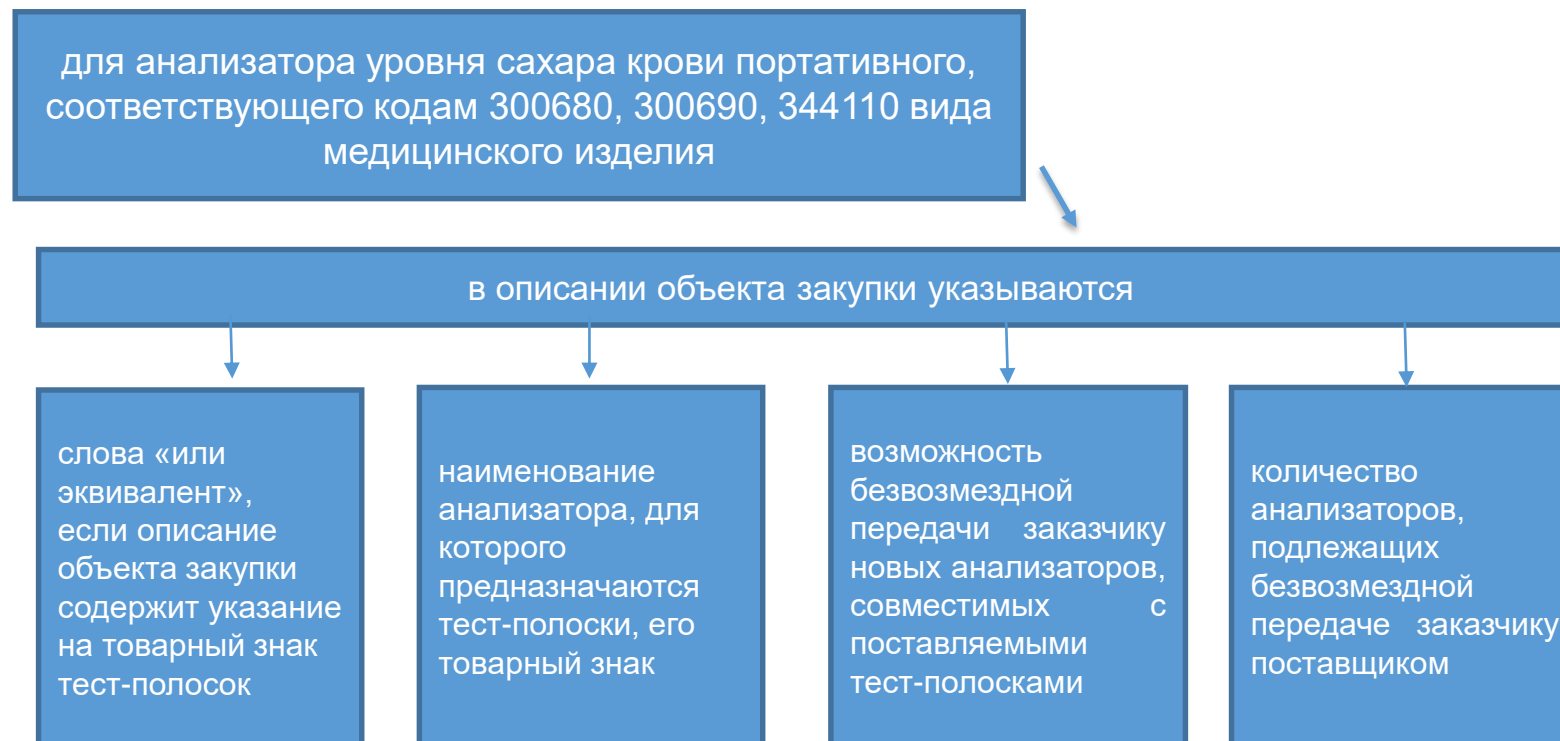 для анализатора уровня сахара крови портативного,
соответствующего кодам 300680, 300690, 344110 вида
медицинского изделия
в описании объекта закупки указываются
слова «или
эквивалент»,
если описание
объекта закупки
содержит указание
на товарный знак
тест-полосок
наименование
анализатора, для
которого
предназначаются
тест-полоски, его
товарный знак
возможность
безвозмездной
передачи заказчику
новых анализаторов,
совместимых с
поставляемыми
тест-полосками
количество
анализаторов,
подлежащих
безвозмездной
передаче заказчику
поставщиком